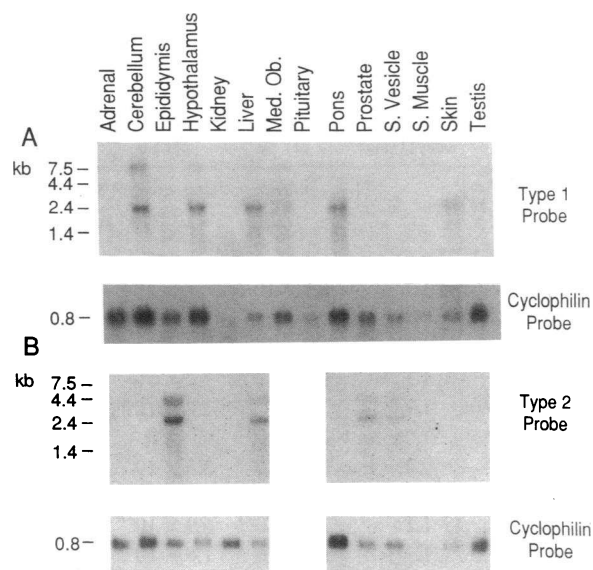 Adrenal
Cerebellum
Epididymis
Hypothalamus
Kidney
Liver
Med. Ob.
Pituitary
Pons
Prostate
S. Vesicle
S. Muscle
Skin
Testis
A
kb
7.5
4.4
2.4
1.4
Type 1
Probe
0.8
Cyclophilin
Probe
B
kb
7.5
4.4
2.4
1.4
Type 2
Probe
0.8
Cyclophilin
Probe